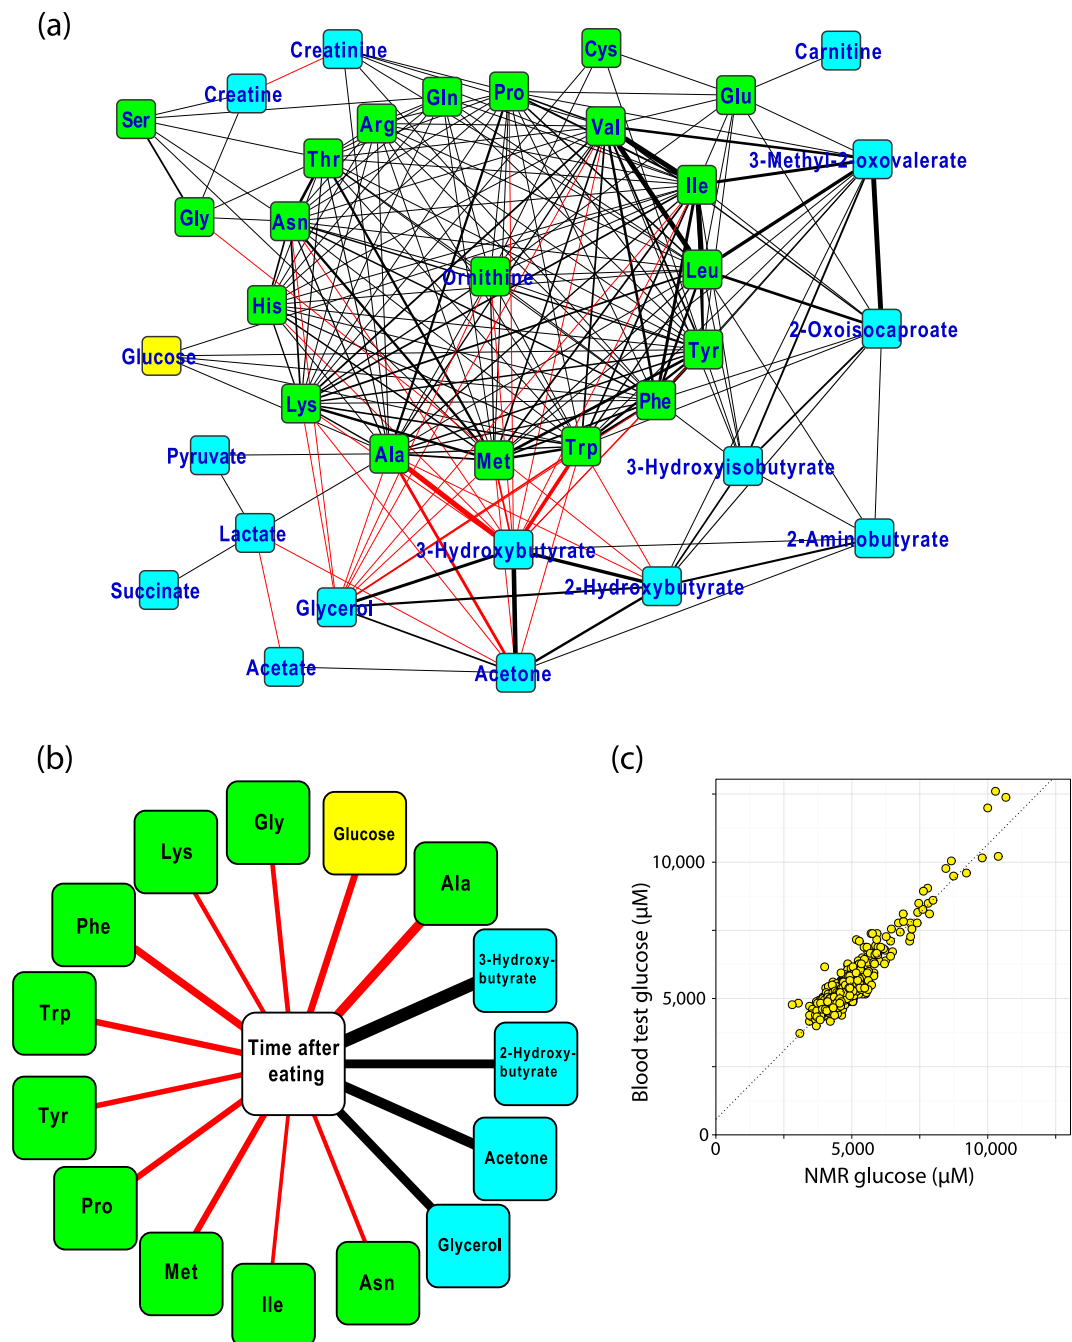 (a)
Creatinine
Cys
Carnitine
Creatine
Gln
Pro
Glu
Ser
Arg
Val
Thr
3-Methyl-2-oxovalerate
Ile
Gly
Asn
Ornithine
Leu
His
2-Oxoisocaproate
Glucose
Tyr
Lys
Phe
Pyruvate
Ala
Met
Trp
3-Hydroxyisobutyrate
Lactate
3-Hydroxybutyrate
2-Aminobutyrate
Succinate
Glycerol
2-Hydroxybutyrate
Acetate
Acetone
(b)
Gly
Glucose
Lys
Ala
Phe
3-Hydroxy-
butyrate
Trp
Time after
eating
2-Hydroxy-
butyrate
Tyr
Acetone
Pro
Glycerol
Met
Ile
Asn
(c)
Blood test glucose (µM)
10,000
5,000
0
0
5,000
10,000
NMR glucose (µM)